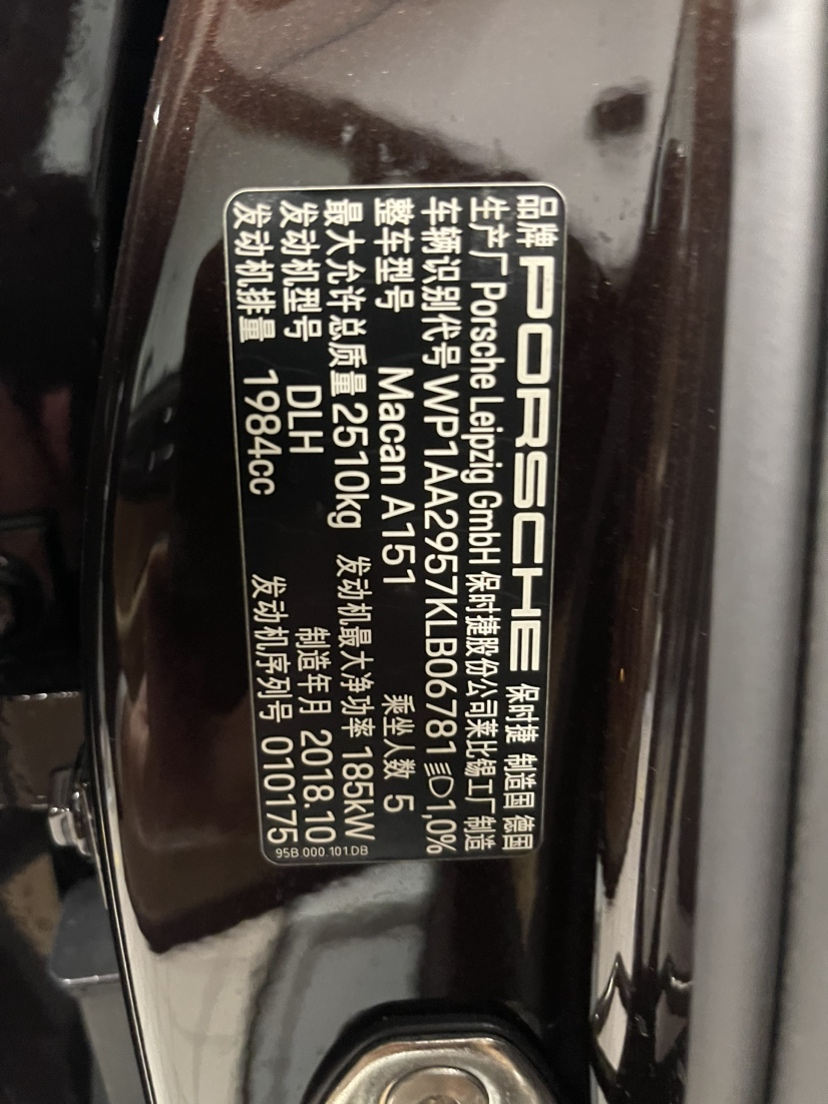 品牌 PORSCHE 保时捷 制造国 德国
生产厂 Porsche Leipzig GmbH 保时捷股份公司莱比锡工厂制造
车辆识别代号 WP1AA2957KLB06781 1,0%
整车型号 Macan A151 乘坐人数 5
最大允许总质量 2510kg 发动机最大净功率 185kW
发动机型号 DLH 制造年月 2018.10
发动机排量 1984cc 发动机序列号 010175
95B.000.101.DB